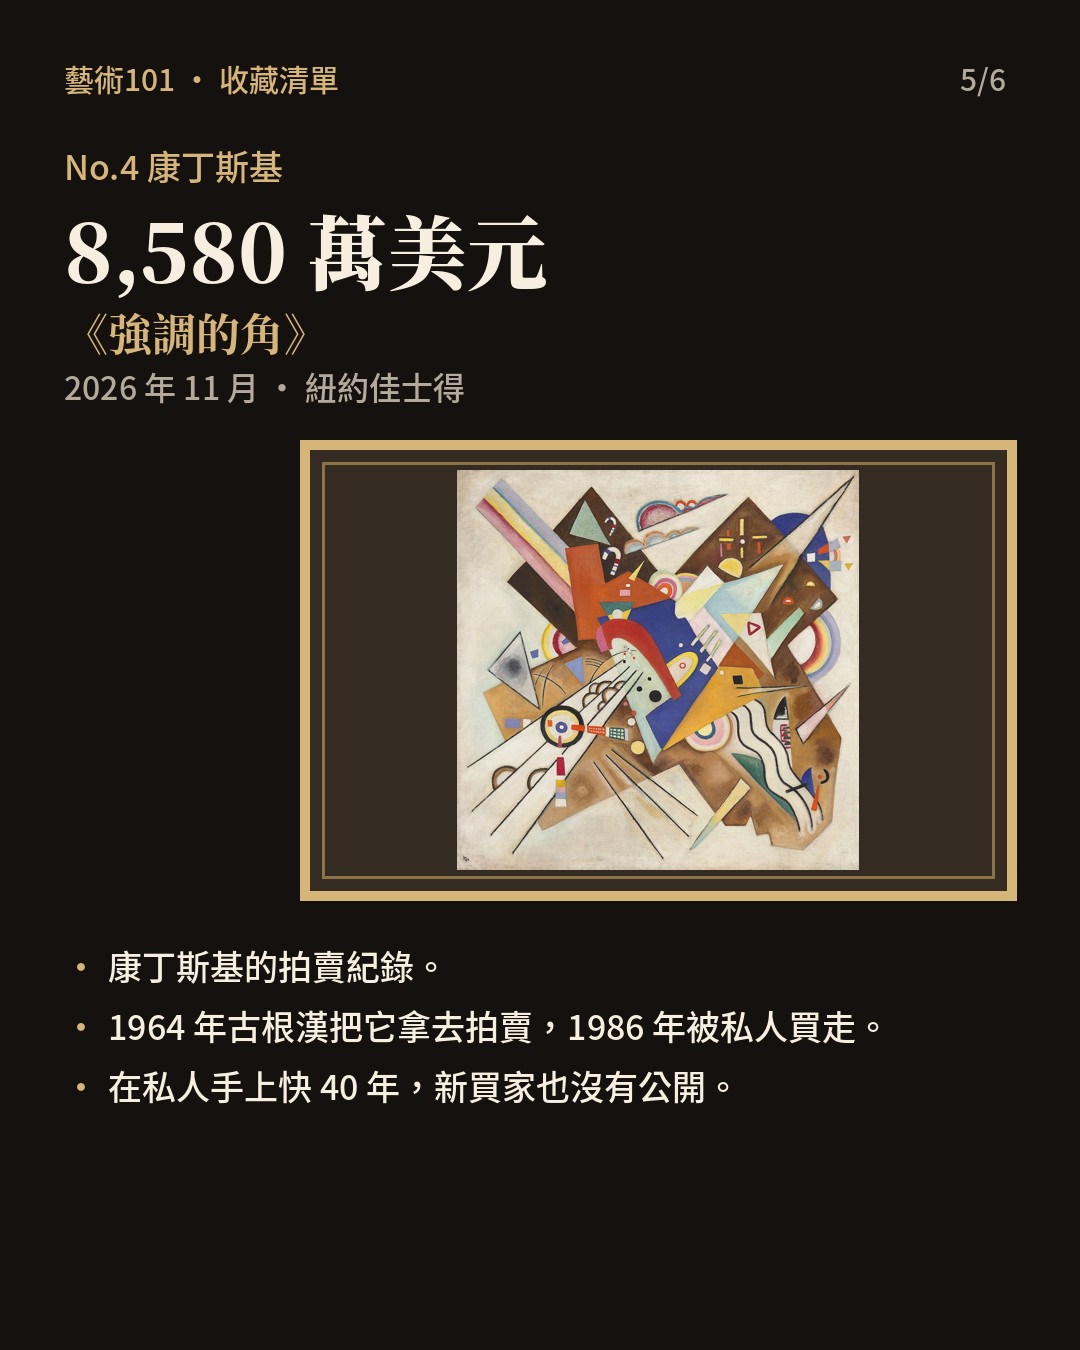 藝術101 · 收藏清單
5/6
No.4 康丁斯基
8,580 萬美元
《強調的角》
2026 年 11 月 · 紐約佳士得
· 康丁斯基的拍賣紀錄。
· 1964 年古根漢把它拿去拍賣，1986 年被私人買走。
· 在私人手上快 40 年，新買家也沒有公開。